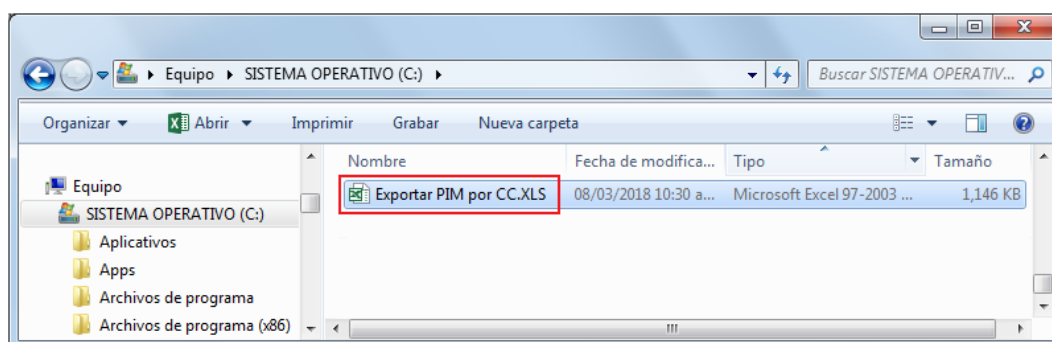 Equipo SISTEMA OPERATIVO (C:) Buscar SISTEMA OPERATIV...
Organizar Abrir Imprimir Grabar Nueva carpeta
Nombre Fecha de modifica... Tipo Tamaño
Equipo
Exportar PIM por CC.XLS 08/03/2018 10:30 a... Microsoft Excel 97-2003 ... 1,146 KB
SISTEMA OPERATIVO (C:)
Aplicativos
Apps
Archivos de programa
Archivos de programa (x86)